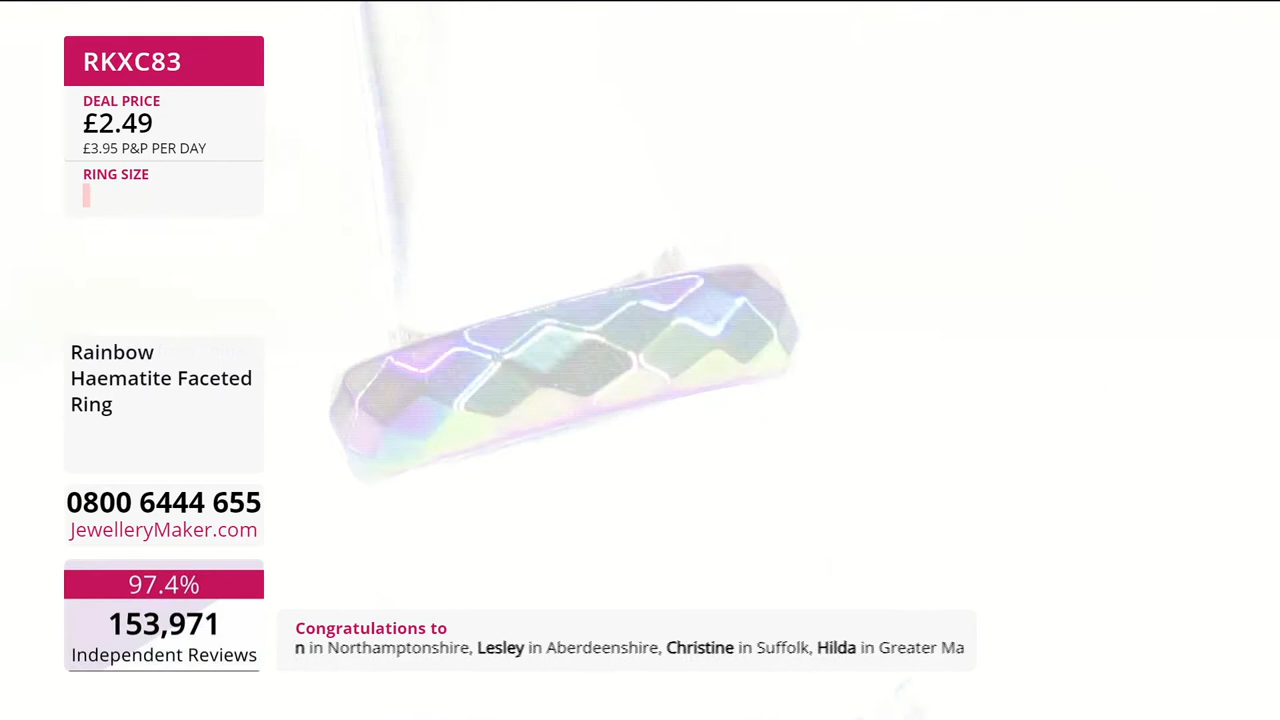 RKXC83
DEAL PRICE
£2.49
£3.95 P&P PER DAY
RING SIZE
Rainbow
Haematite Faceted
Ring
0800 6444 655
JewelleryMaker.com
97.4%
153,971
Independent Reviews
Congratulations to
n in Northamptonshire, Lesley in Aberdeenshire, Christine in Suffolk, Hilda in Greater Ma